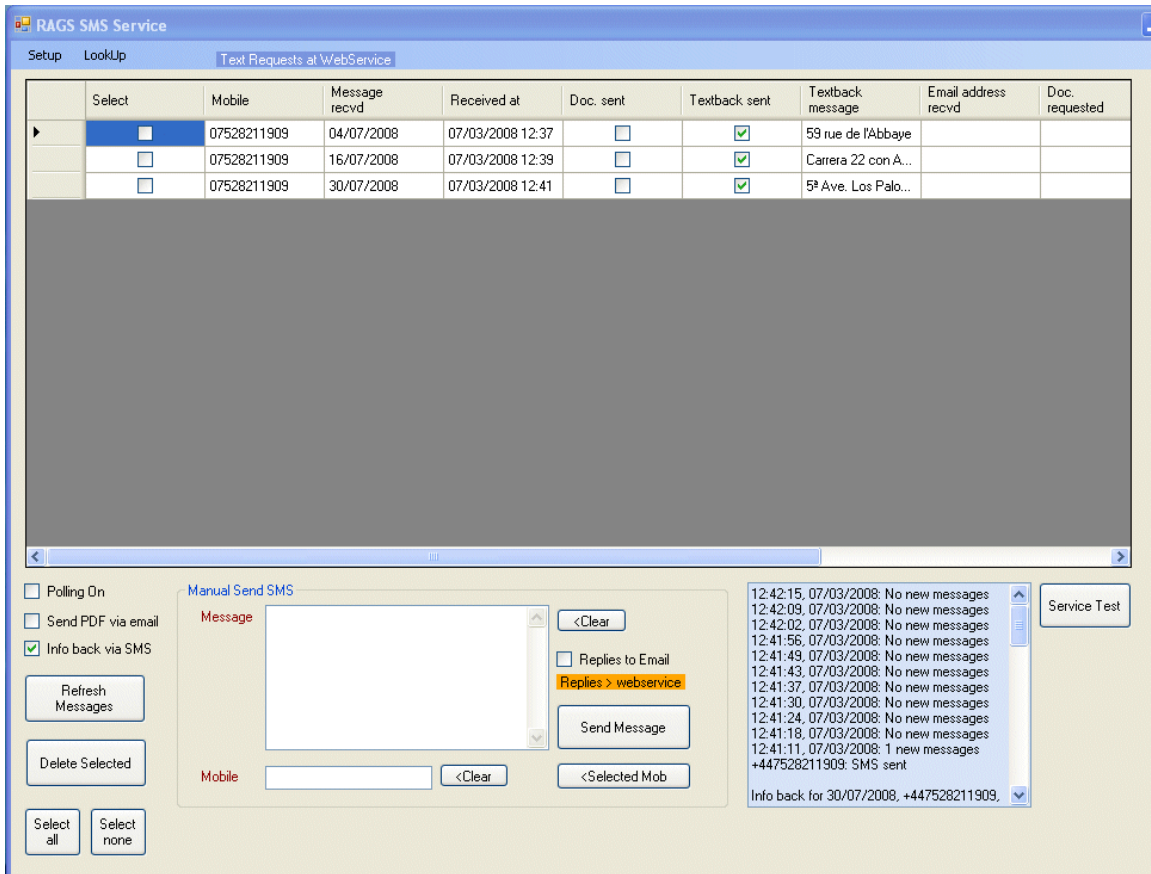 RAGS SMS Service
Setup LookUp Text Requests at WebService
Select Mobile Message recvd Received at Doc. sent Textback sent Textback message Email address recvd Doc. requested
07528211909 04/07/2008 07/03/2008 12:37 59 rue de l'Abbaye
07528211909 16/07/2008 07/03/2008 12:39 Carrera 22 con A...
07528211909 30/07/2008 07/03/2008 12:41 5ª Ave. Los Palo...
Polling On
Send PDF via email
Info back via SMS
Refresh
Messages
Delete Selected
Select
all
Select
none
Manual Send SMS
Message
<Clear
Replies to Email
Replies > webservice
Send Message
Mobile
<Clear
<Selected Mob
12:42:15, 07/03/2008: No new messages
12:42:09, 07/03/2008: No new messages
12:42:02, 07/03/2008: No new messages
12:41:56, 07/03/2008: No new messages
12:41:49, 07/03/2008: No new messages
12:41:43, 07/03/2008: No new messages
12:41:37, 07/03/2008: No new messages
12:41:30, 07/03/2008: No new messages
12:41:24, 07/03/2008: No new messages
12:41:18, 07/03/2008: No new messages
12:41:11, 07/03/2008: 1 new messages
+447528211909: SMS sent
Info back for 30/07/2008, +447528211909,
Service Test